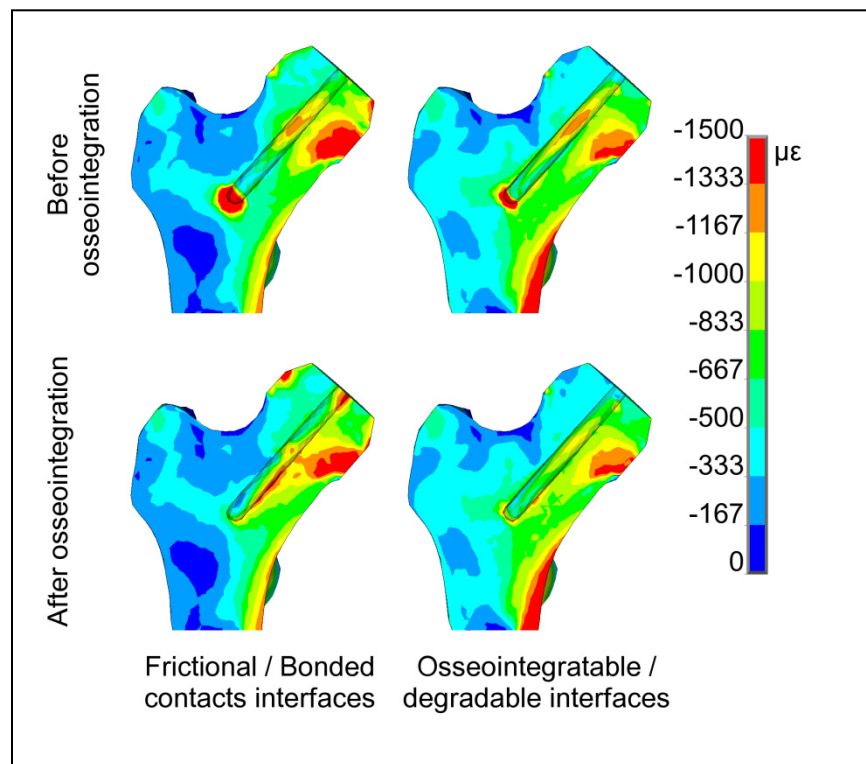 Before
osseointegration
After osseointegration
Frictional / Bonded
contacts interfaces
Osseointegratable /
degradable interfaces
-1500
με
-1333
-1167
-1000
-833
-667
-500
-333
-167
0